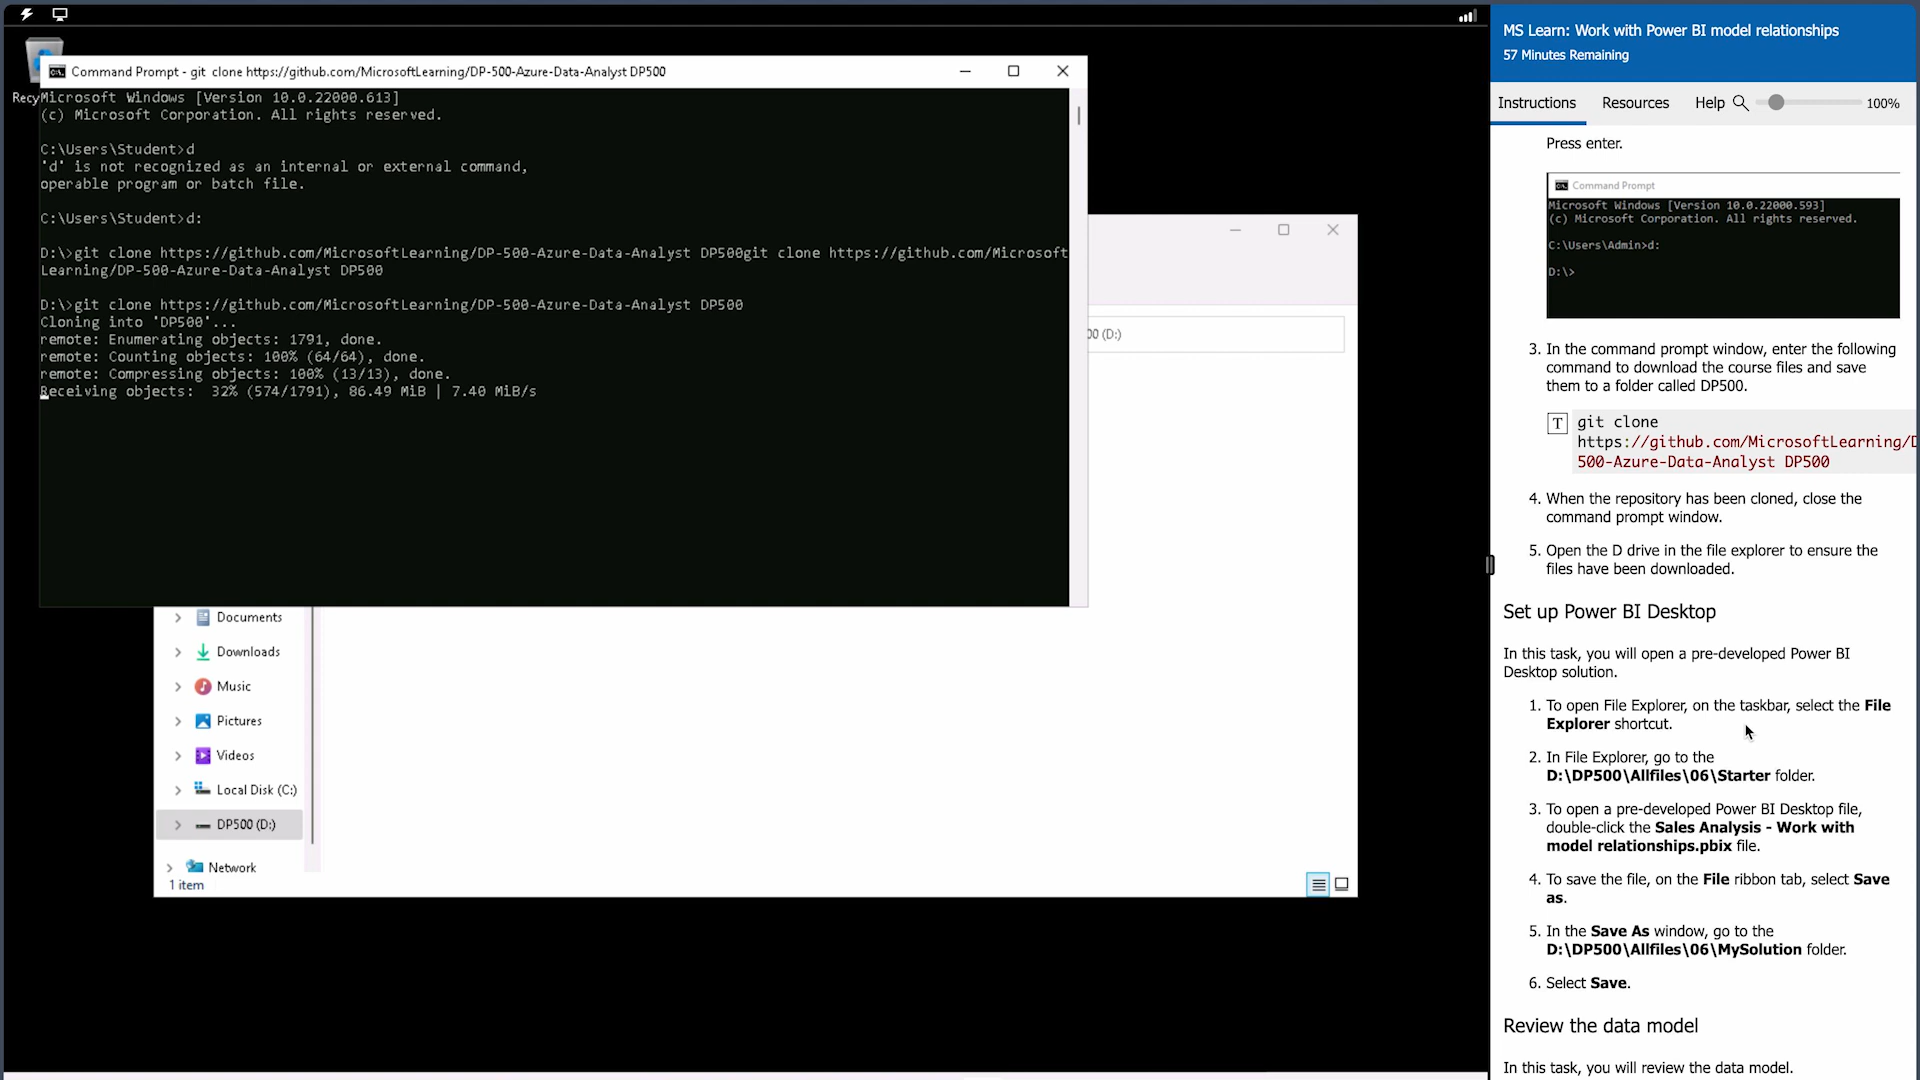 Recy
Command Prompt - git  clone https://github.com/MicrosoftLearning/DP-500-Azure-Data-Analyst DP500
Microsoft Windows [Version 10.0.22000.613]
(c) Microsoft Corporation. All rights reserved.
C:\Users\Student>d
'd' is not recognized as an internal or external command,
operable program or batch file.
C:\Users\Student>d:
D:\>git clone https://github.com/MicrosoftLearning/DP-500-Azure-Data-Analyst DP500git clone https://github.com/Microsoft
Learning/DP-500-Azure-Data-Analyst DP500
D:\>git clone https://github.com/MicrosoftLearning/DP-500-Azure-Data-Analyst DP500
Cloning into 'DP500'...
remote: Enumerating objects: 1791, done.
remote: Counting objects: 100% (64/64), done.
remote: Compressing objects: 100% (13/13), done.
Receiving objects:  32% (574/1791), 86.49 MiB | 7.40 MiB/s
00 (D:)
Documents
Downloads
Music
Pictures
Videos
Local Disk (C:)
DP500 (D:)
Network
1 item
MS Learn: Work with Power BI model relationships
57 Minutes Remaining
Instructions
Resources
Help
100%
Press enter.
Command Prompt
Microsoft Windows [Version 10.0.22000.593]
(c) Microsoft Corporation. All rights reserved.
C:\Users\Admin>d:
D:\>
3. In the command prompt window, enter the following
command to download the course files and save
them to a folder called DP500.
T
git clone
https://github.com/MicrosoftLearning/D
500-Azure-Data-Analyst DP500
4. When the repository has been cloned, close the
command prompt window.
5. Open the D drive in the file explorer to ensure the
files have been downloaded.
Set up Power BI Desktop
In this task, you will open a pre-developed Power BI
Desktop solution.
1. To open File Explorer, on the taskbar, select the File
Explorer shortcut.
2. In File Explorer, go to the
D:\DP500\Allfiles\06\Starter folder.
3. To open a pre-developed Power BI Desktop file,
double-click the Sales Analysis - Work with
model relationships.pbix file.
4. To save the file, on the File ribbon tab, select Save
as.
5. In the Save As window, go to the
D:\DP500\Allfiles\06\MySolution folder.
6. Select Save.
Review the data model
In this task, you will review the data model.